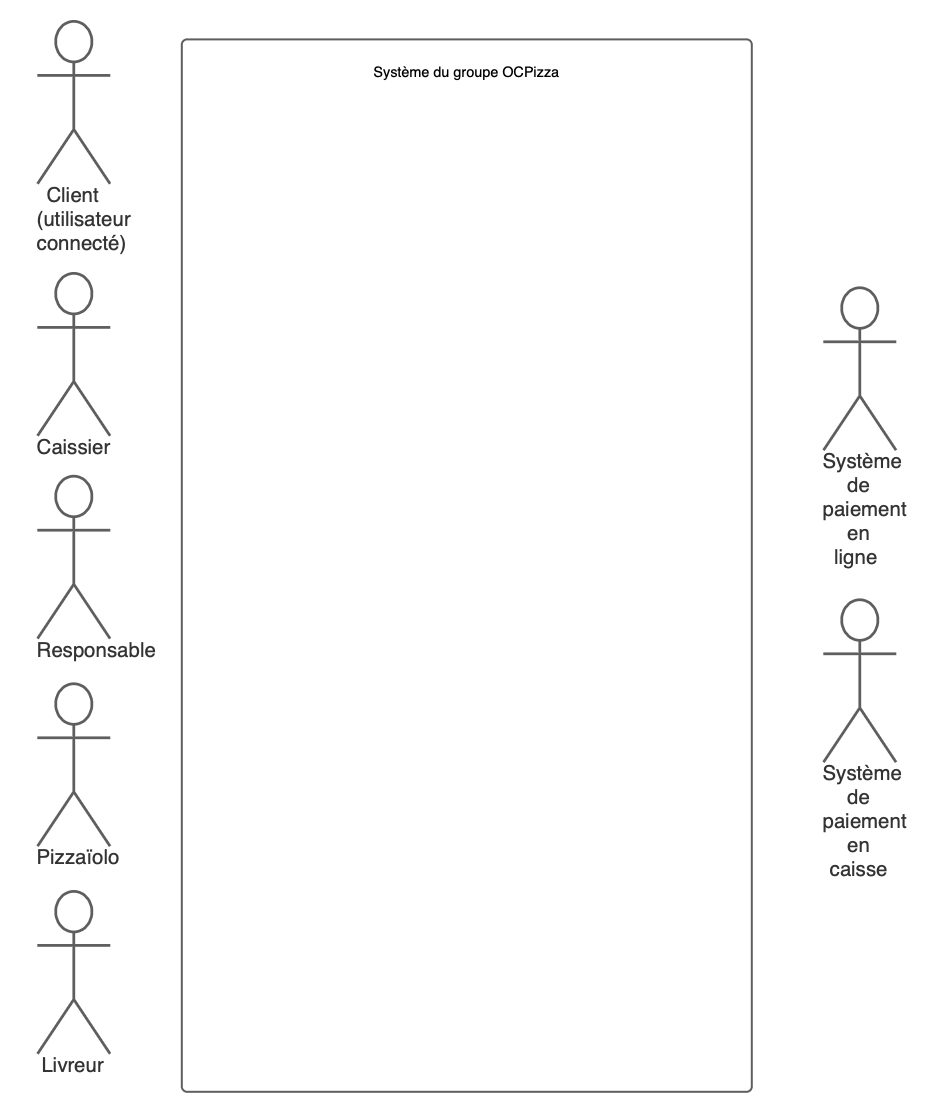 Système du groupe OCPizza
Client
(utilisateur
connecté)
Caissier
Responsable
Pizzaïolo
Livreur
Système
de
paiement
en
ligne
Système
de
paiement
en
caisse